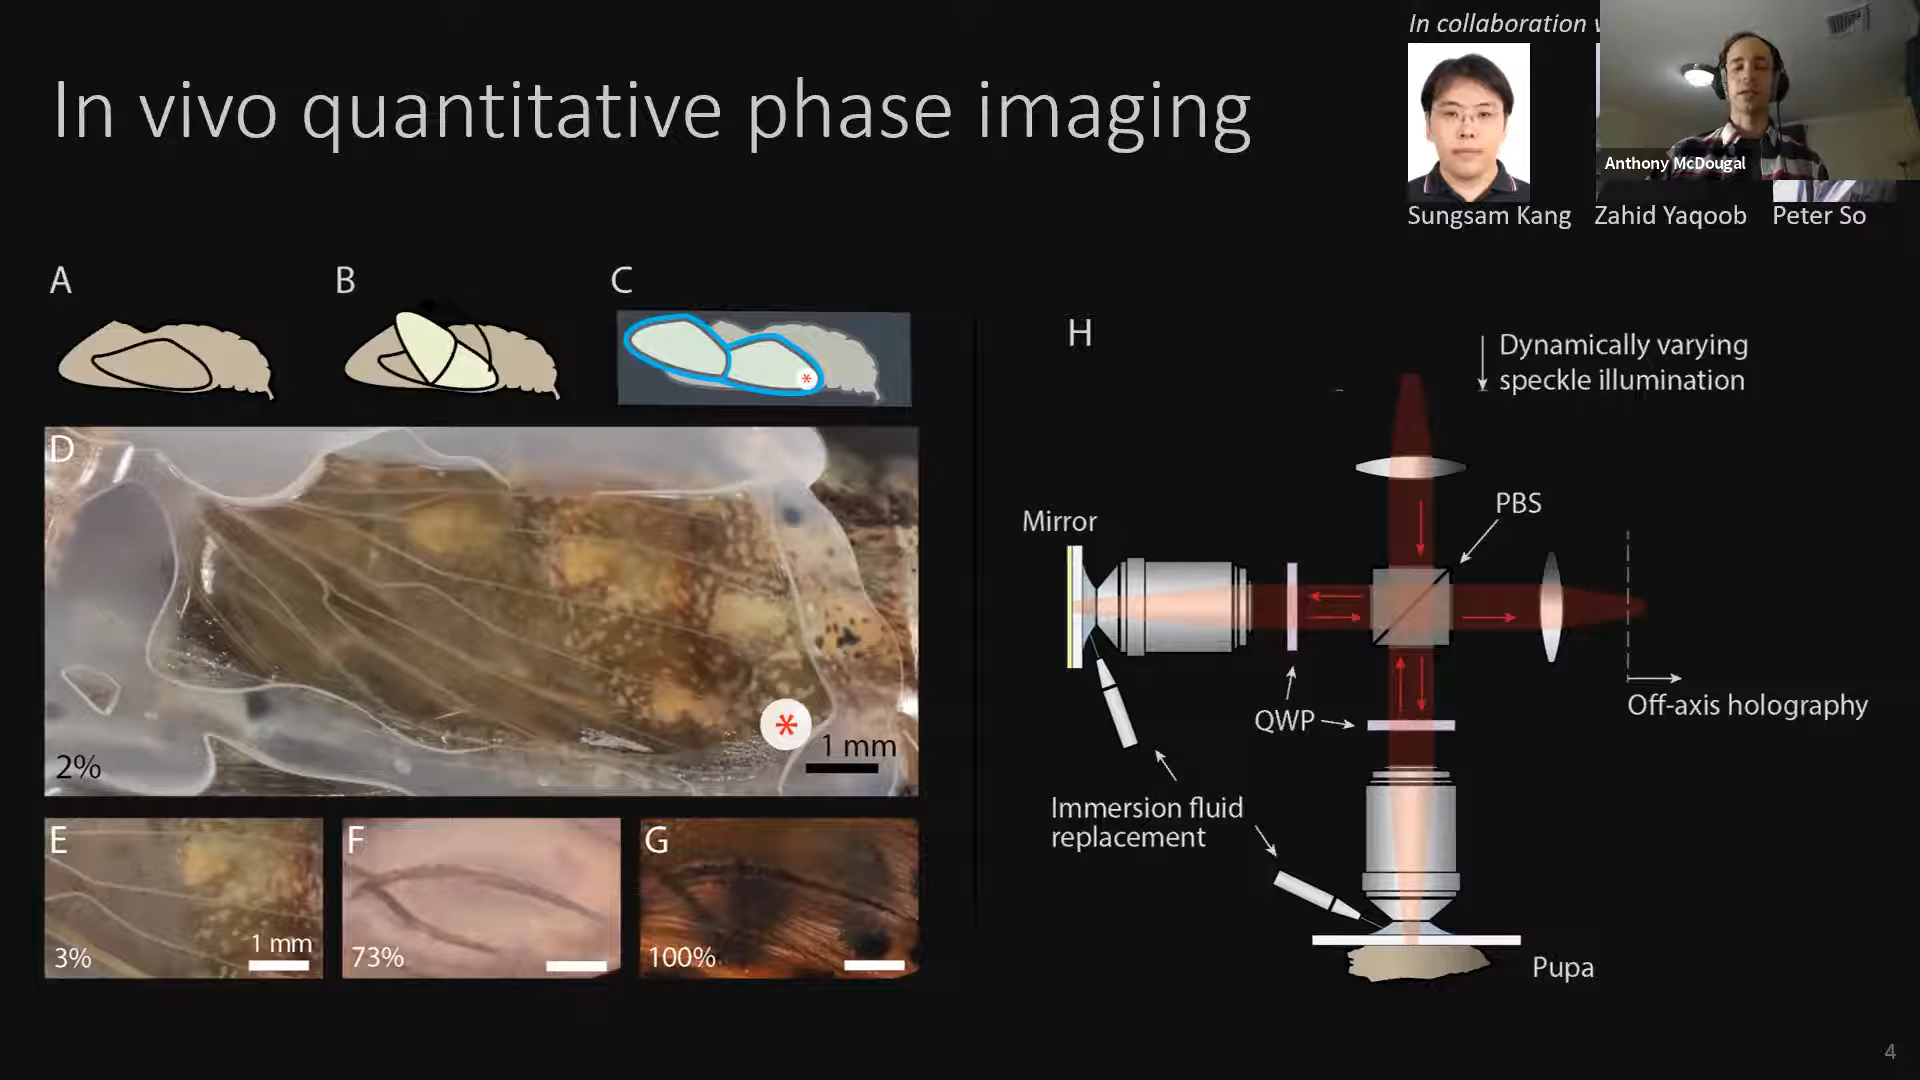 In collaboration
In vivo quantitative phase imaging
Anthony McDougal
Sungsam Kang
Zahid Yaqoob
Peter So
A
B
C
*
D
2%
*
1 mm
E
3%
1 mm
F
73%
G
100%
H
Dynamically varying
speckle illumination
PBS
Mirror
QWP
Off-axis holography
Immersion fluid
replacement
Pupa
4